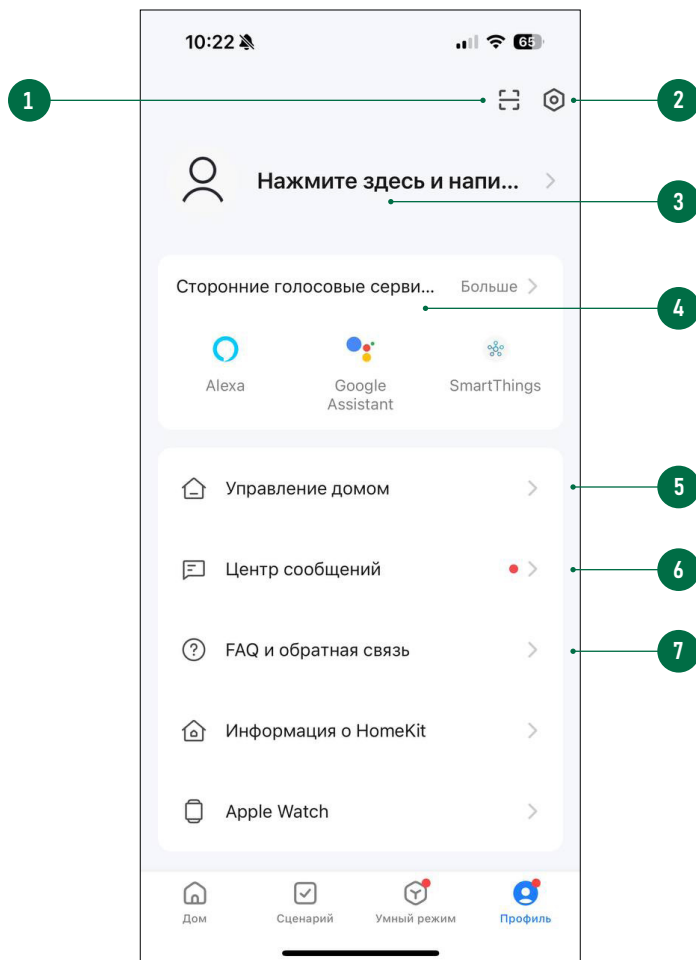 10:22
65
1
2
Нажмите здесь и напи...
3
Сторонние голосовые серви...
Больше
4
Alexa
Google
Assistant
SmartThings
Управление домом
5
Центр сообщений
6
FAQ и обратная связь
7
Информация о HomeKit
Apple Watch
Дом
Сценарий
Умный режим
Профиль